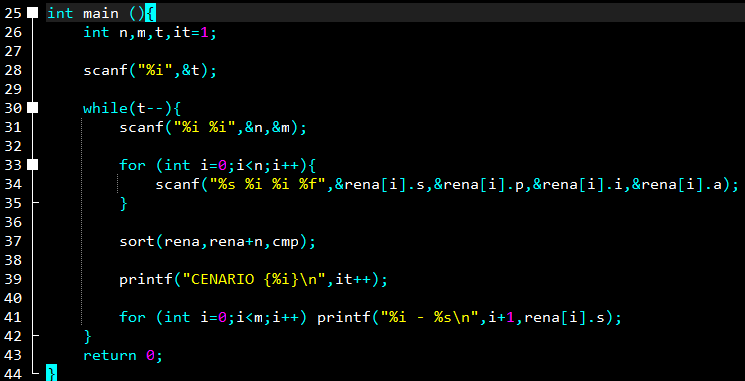 25 int main (){
26 int n,m,t,it=1;
27
28 scanf("%i",&t);
29
30 while(t--){
31 scanf("%i %i",&n,&m);
32
33 for (int i=0;i<n;i++){
34 scanf("%s %i %i %f",&rena[i].s,&rena[i].p,&rena[i].i,&rena[i].a);
35 }
36
37 sort(rena,rena+n,cmp);
38
39 printf("CENARIO {%i}\n",it++);
40
41 for (int i=0;i<m;i++) printf("%i - %s\n",i+1,rena[i].s);
42 }
43 return 0;
44 }